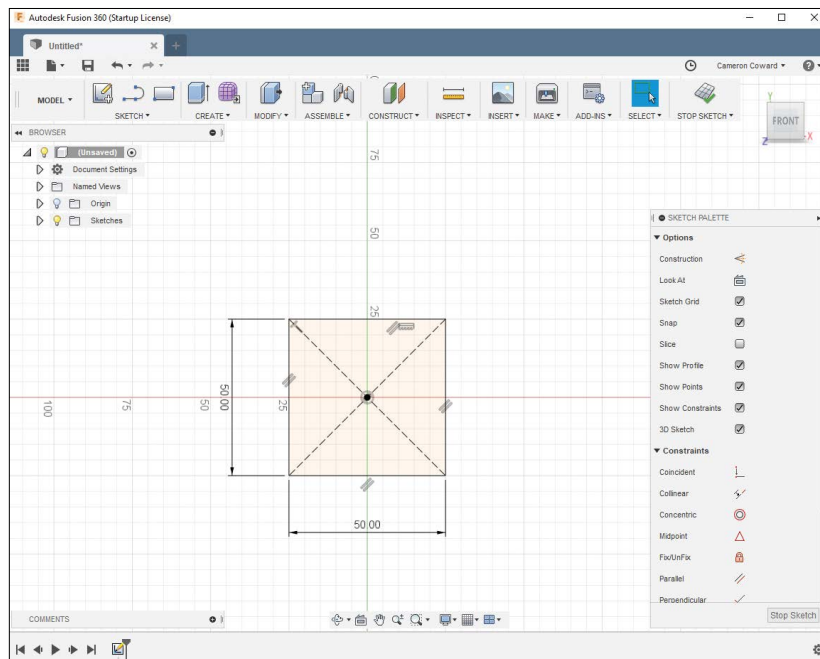 Autodesk Fusion 360 (Startup License)
Untitled*
Cameron Coward
MODEL
SKETCH
CREATE
MODIFY
ASSEMBLE
CONSTRUCT
INSPECT
INSERT
MAKE
ADD-INS
SELECT
STOP SKETCH
BROWSER
(Unsaved)
Document Settings
Named Views
Origin
Sketches
Y
FRONT
Z
X
75
50
25
100
75
50
25
50.00
50.00
SKETCH PALETTE
Options
Construction
Look At
Sketch Grid
Snap
Slice
Show Profile
Show Points
Show Constraints
3D Sketch
Constraints
Coincident
Collinear
Concentric
Midpoint
Fix/UnFix
Parallel
Perpendicular
Stop Sketch
COMMENTS